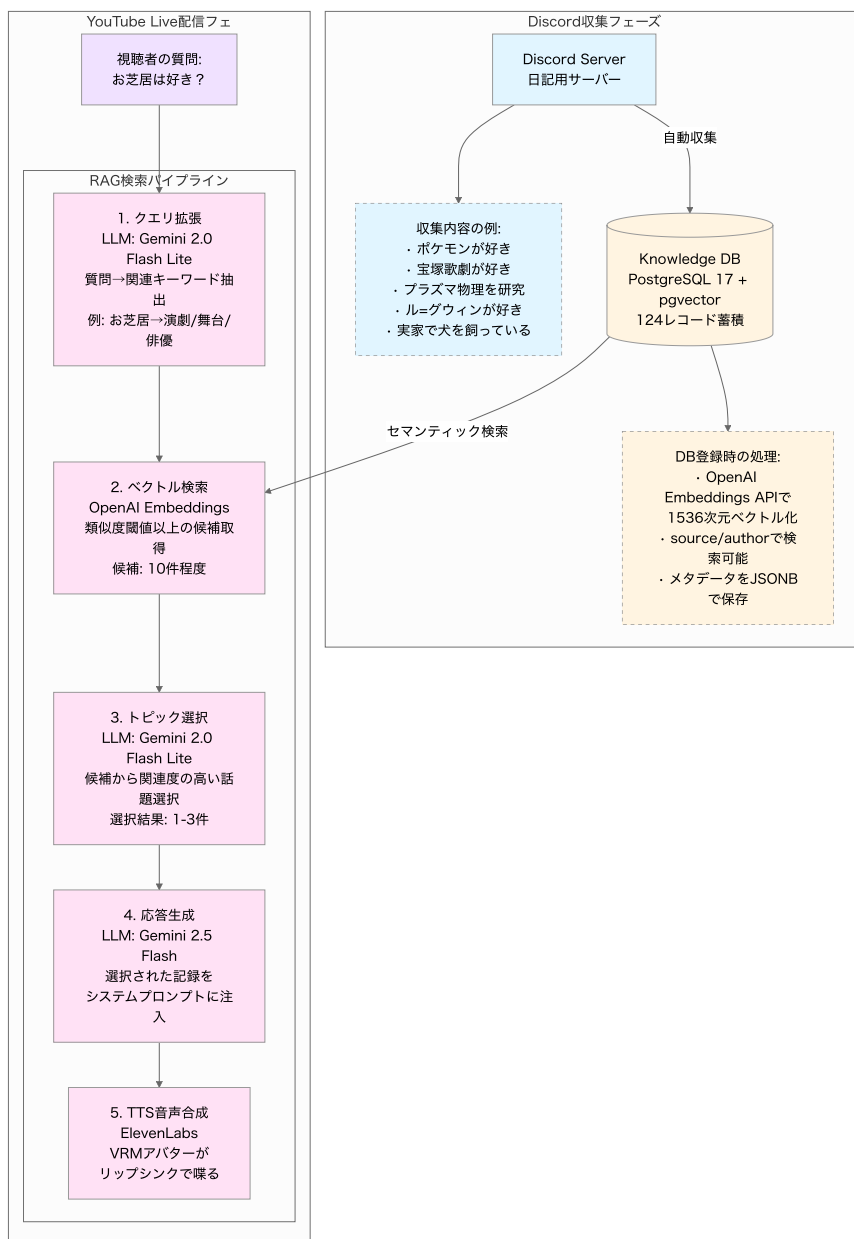 YouTube Live配信フェ
視聴者の質問:
お芝居は好き？
RAG検索パイプライン
1. クエリ拡張
LLM: Gemini 2.0
Flash Lite
質問→関連キーワード抽
出
例: お芝居→演劇/舞台/
俳優
2. ベクトル検索
OpenAI Embeddings
類似度閾値以上の候補取
得
候補: 10件程度
3. トピック選択
LLM: Gemini 2.0
Flash Lite
候補から関連度の高い話
題選択
選択結果: 1-3件
4. 応答生成
LLM: Gemini 2.5
Flash
選択された記録を
システムプロンプトに注
入
5. TTS音声合成
ElevenLabs
VRMアバターが
リップシンクで喋る
Discord収集フェーズ
Discord Server
日記用サーバー
自動収集
収集内容の例:
・ポケモンが好き
・宝塚歌劇が好き
・プラズマ物理を研究
・ル=グウィンが好き
・実家で犬を飼っている
Knowledge DB
PostgreSQL 17 +
pgvector
124レコード蓄積
セマンティック検索
DB登録時の処理:
・OpenAI
Embeddings APIで
1536次元ベクトル化
・source/authorで検
索可能
・メタデータをJSONB
で保存